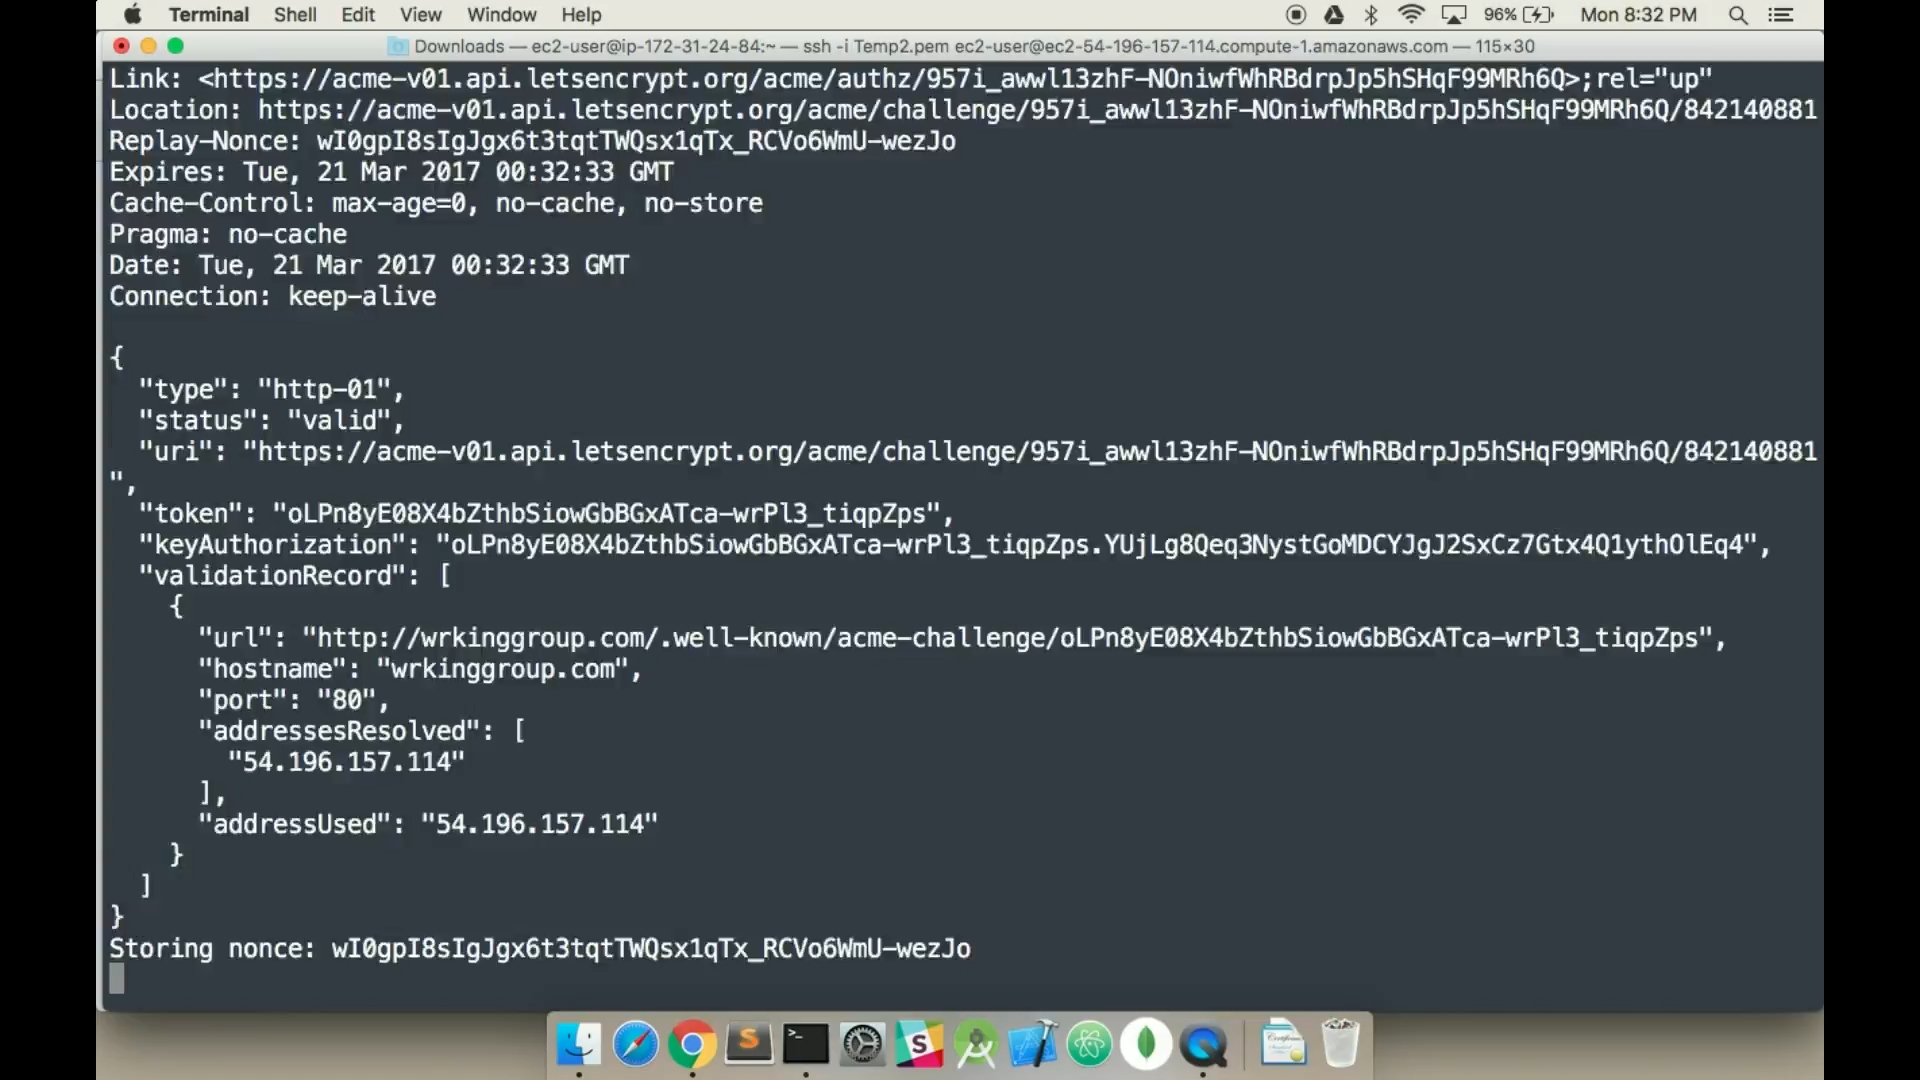 Terminal Shell Edit View Window Help 96% Mon 8:32 PM
Downloads — ec2-user@ip-172-31-24-84:~ — ssh -i Temp2.pem ec2-user@ec2-54-196-157-114.compute-1.amazonaws.com — 115×30
Link: <https://acme-v01.api.letsencrypt.org/acme/authz/957i_awwl13zhF-NOniwfWhRBdrpJp5hSHqF99MRh6Q>;rel="up"
Location: https://acme-v01.api.letsencrypt.org/acme/challenge/957i_awwl13zhF-NOniwfWhRBdrpJp5hSHqF99MRh6Q/842140881
Replay-Nonce: wI0gpI8sIgJgx6t3tqtTWQsx1qTx_RCVo6WmU-wezJo
Expires: Tue, 21 Mar 2017 00:32:33 GMT
Cache-Control: max-age=0, no-cache, no-store
Pragma: no-cache
Date: Tue, 21 Mar 2017 00:32:33 GMT
Connection: keep-alive
{
"type": "http-01",
"status": "valid",
"uri": "https://acme-v01.api.letsencrypt.org/acme/challenge/957i_awwl13zhF-NOniwfWhRBdrpJp5hSHqF99MRh6Q/842140881
",
"token": "oLPn8yE08X4bZthbSiowGbBGxATca-wrPl3_tiqpZps",
"keyAuthorization": "oLPn8yE08X4bZthbSiowGbBGxATca-wrPl3_tiqpZps.YUjLg8Qeq3NystGoMDCYJgJ2SxCz7Gtx4Q1ythOlEq4",
"validationRecord": [
{
"url": "http://wrkinggroup.com/.well-known/acme-challenge/oLPn8yE08X4bZthbSiowGbBGxATca-wrPl3_tiqpZps",
"hostname": "wrkinggroup.com",
"port": "80",
"addressesResolved": [
"54.196.157.114"
],
"addressUsed": "54.196.157.114"
}
]
}
Storing nonce: wI0gpI8sIgJgx6t3tqtTWQsx1qTx_RCVo6WmU-wezJo